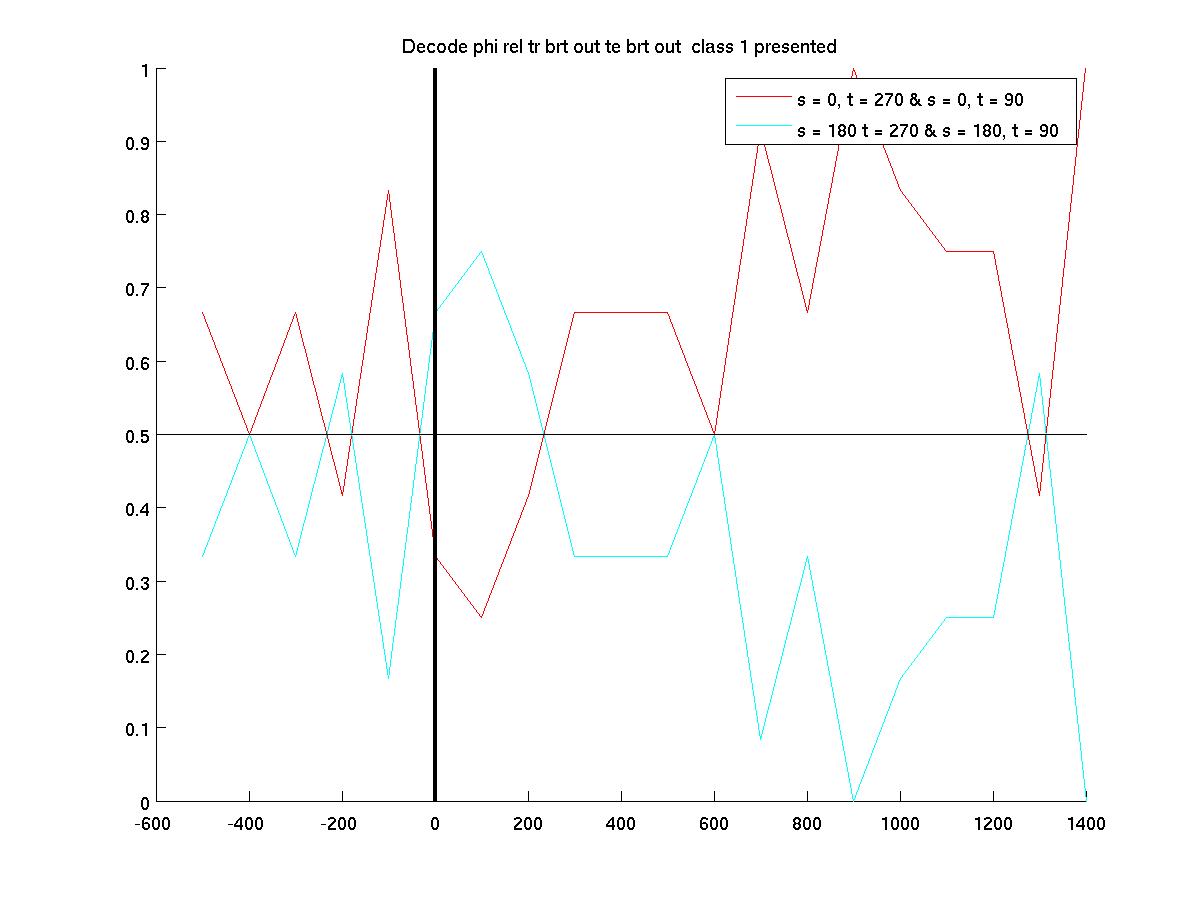 Decode phi rel tr brt out te brt out  class 1 presented
1
s = 0, t = 270 & s = 0, t = 90
s = 180 t = 270 & s = 180, t = 90
0.9
0.8
0.7
0.6
0.5
0.4
0.3
0.2
0.1
0
-600 -400 -200 0 200 400 600 800 1000 1200 1400